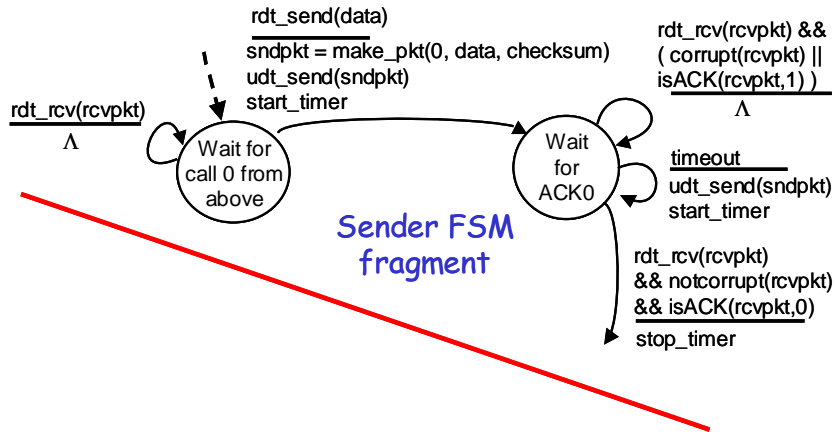 rdt_send(data)
sndpkt = make_pkt(0, data, checksum)
udt_send(sndpkt)
start_timer
rdt_rcv(rcvpkt) &&
( corrupt(rcvpkt) ||
isACK(rcvpkt,1) )
Λ
rdt_rcv(rcvpkt)
Λ
Wait for
call 0 from
above
Wait
for
ACK0
timeout
udt_send(sndpkt)
start_timer
Sender FSM
fragment
rdt_rcv(rcvpkt)
&& notcorrupt(rcvpkt)
&& isACK(rcvpkt,0)
stop_timer